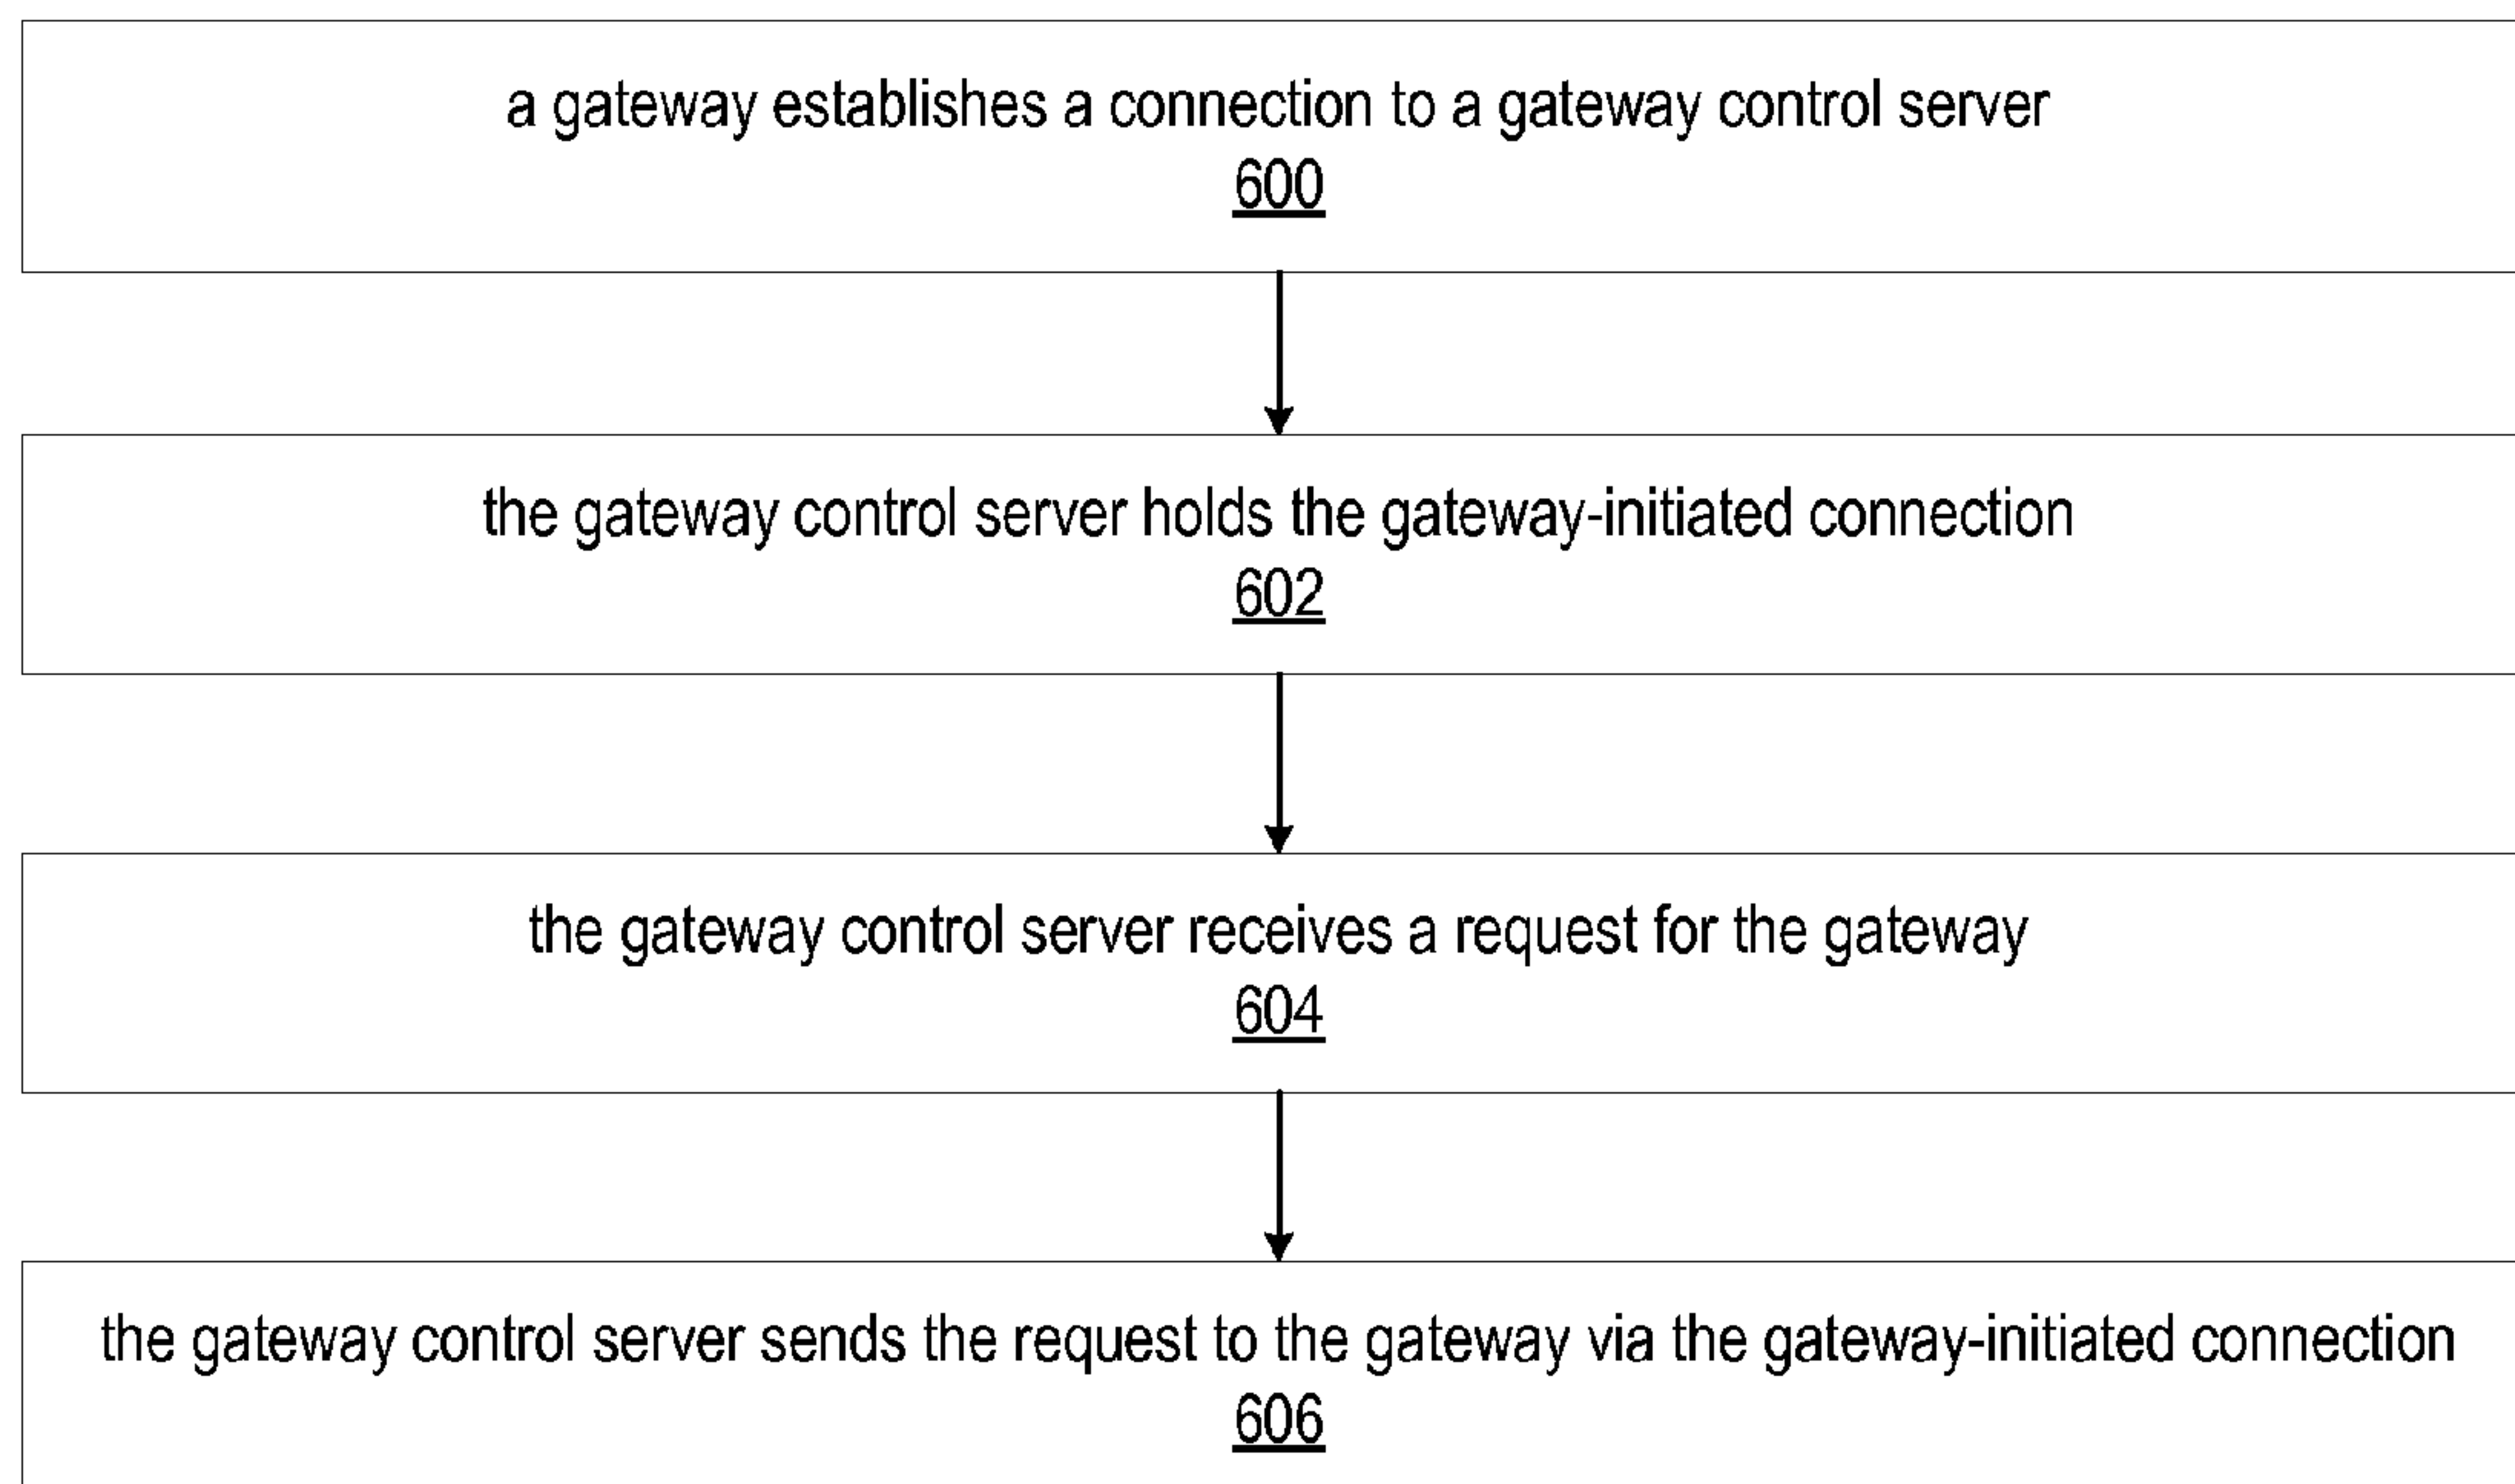 a gateway establishes a connection to a gateway control server
600
the gateway control server holds the gateway-initiated connection
602
the gateway control server receives a request for the gateway
604
the gateway control server sends the request to the gateway via the gateway-initiated connection
606